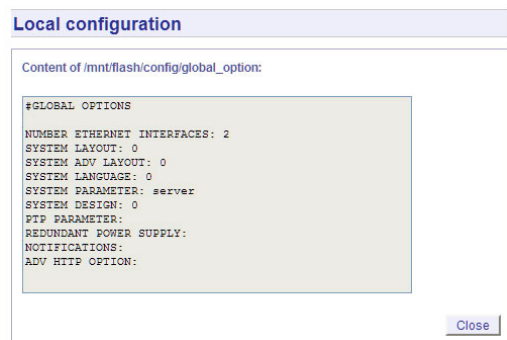 Local configuration
Content of /mnt/flash/config/global_option:
#GLOBAL OPTIONS
NUMBER ETHERNET INTERFACES: 2
SYSTEM LAYOUT: 0
SYSTEM ADV LAYOUT: 0
SYSTEM LANGUAGE: 0
SYSTEM PARAMETER: server
SYSTEM DESIGN: 0
PTP PARAMETER:
REDUNDANT POWER SUPPLY:
NOTIFICATIONS:
ADV HTTP OPTION:
Close